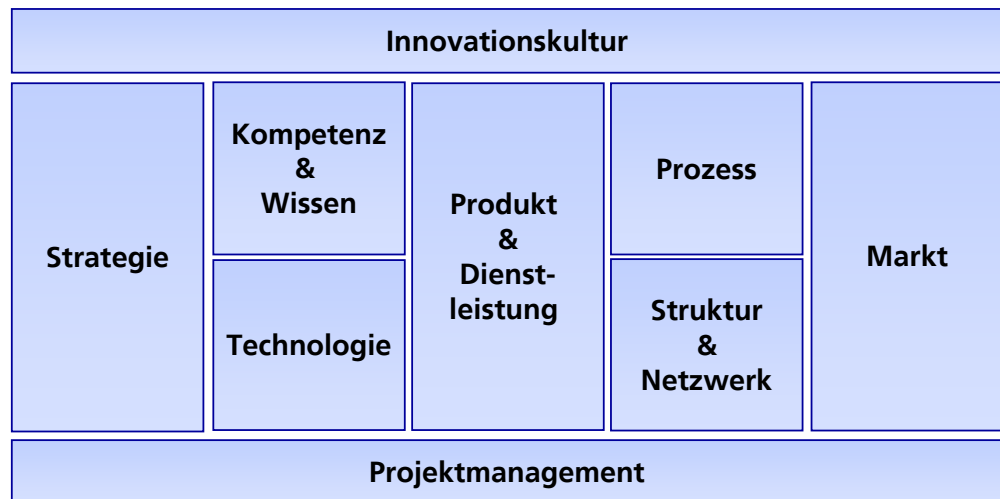 Innovationskultur
Strategie
Kompetenz
&
Wissen
Technologie
Produkt
&
Dienst-
leistung
Prozess
Struktur
&
Netzwerk
Markt
Projektmanagement